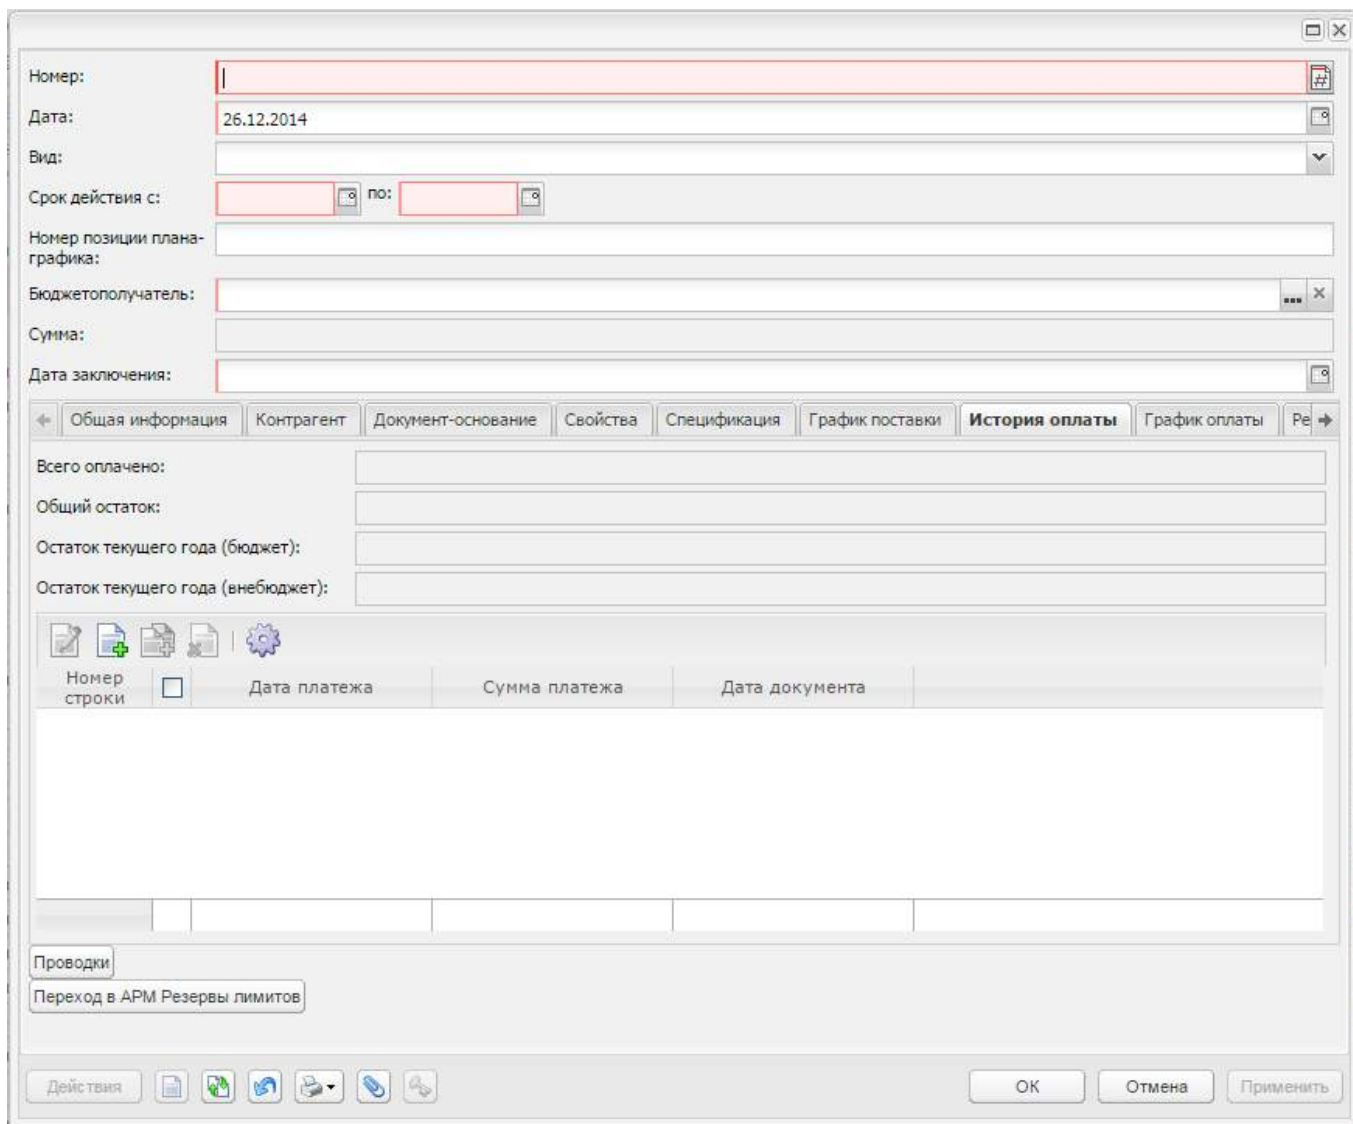 Номер:
Дата: 26.12.2014
Вид:
Срок действия с: по:
Номер позиции плана-
графика:
Бюджетополучатель:
Сумма:
Дата заключения:
Общая информация Контрагент Документ-основание Свойства Спецификация График поставки История оплаты График оплаты Ре
Всего оплачено:
Общий остаток:
Остаток текущего года (бюджет):
Остаток текущего года (внебюджет):
Номер
строки Дата платежа Сумма платежа Дата документа
Проводки
Переход в АРМ Резервы лимитов
Действия ОК Отмена Применить